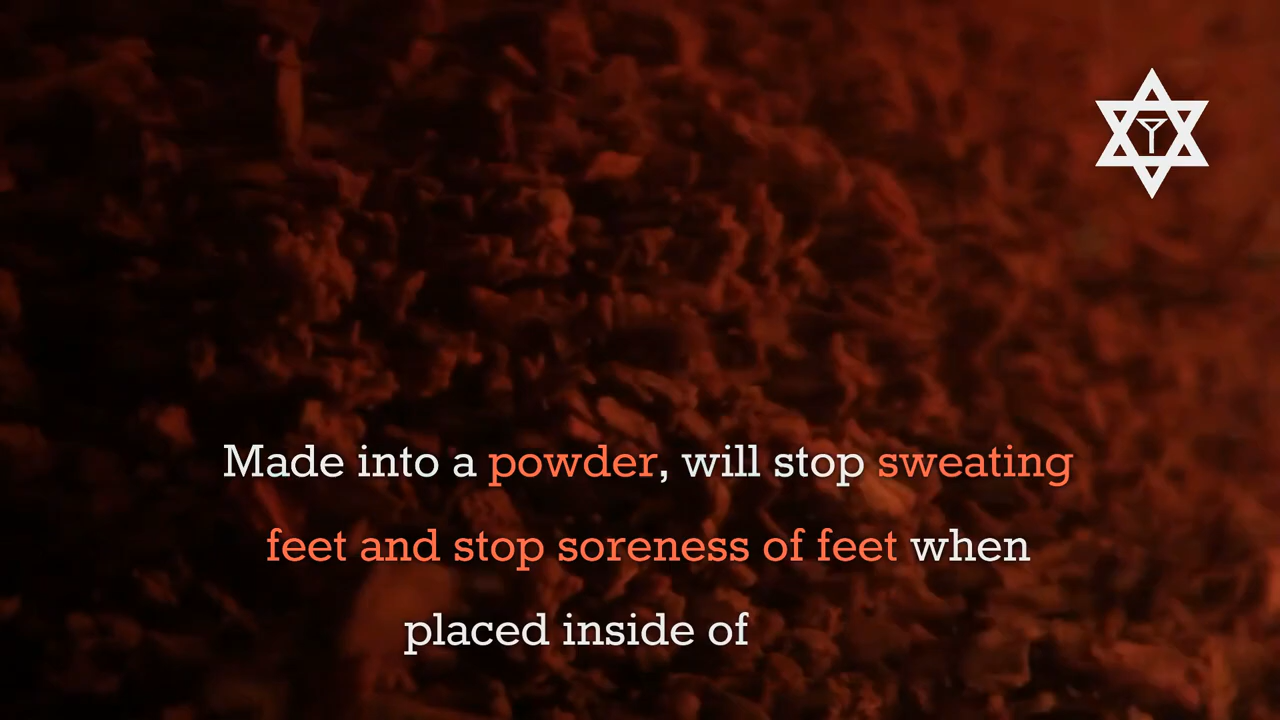 Made into a powder, will stop sweating
feet and stop soreness of feet when
placed inside of